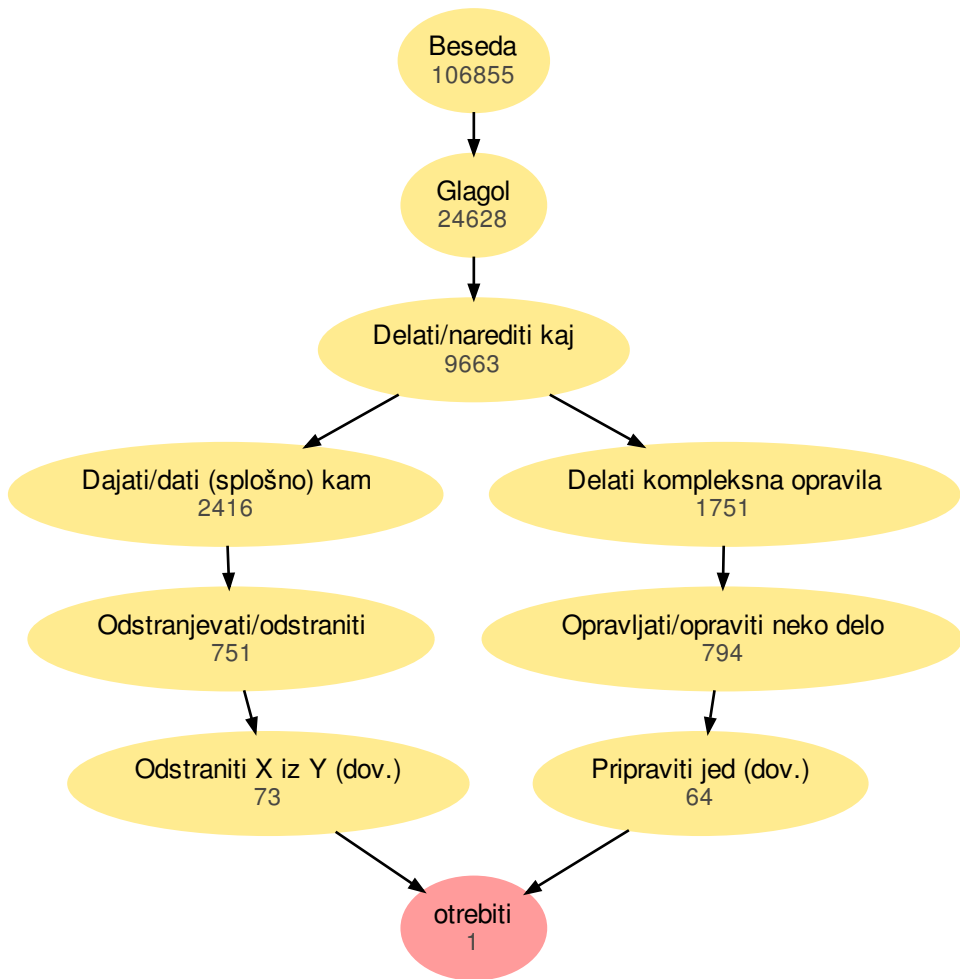 Beseda
106855
Glagol
24628
Delati/narediti kaj
9663
Dajati/dati (splošno) kam
2416
Delati kompleksna opravila
1751
Odstranjevati/odstraniti
751
Opravljati/opraviti neko delo
794
Odstraniti X iz Y (dov.)
73
Pripraviti jed (dov.)
64
otrebiti
1